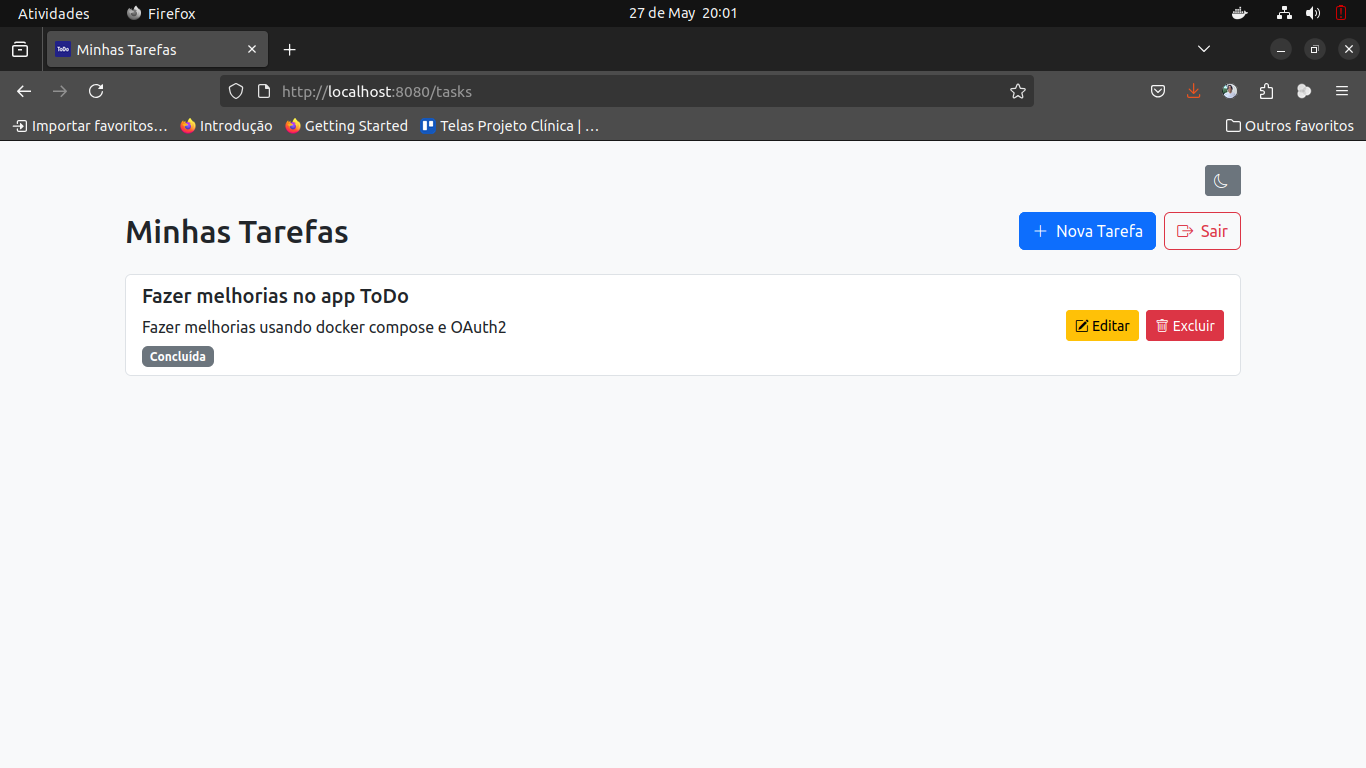 Atividades Firefox 27 de May 20:01
ToDo Minhas Tarefas
http://localhost:8080/tasks
Importar favoritos… Introdução Getting Started Telas Projeto Clínica | … Outros favoritos
Minhas Tarefas
Nova Tarefa Sair
Fazer melhorias no app ToDo
Fazer melhorias usando docker compose e OAuth2
Editar Excluir
Concluída